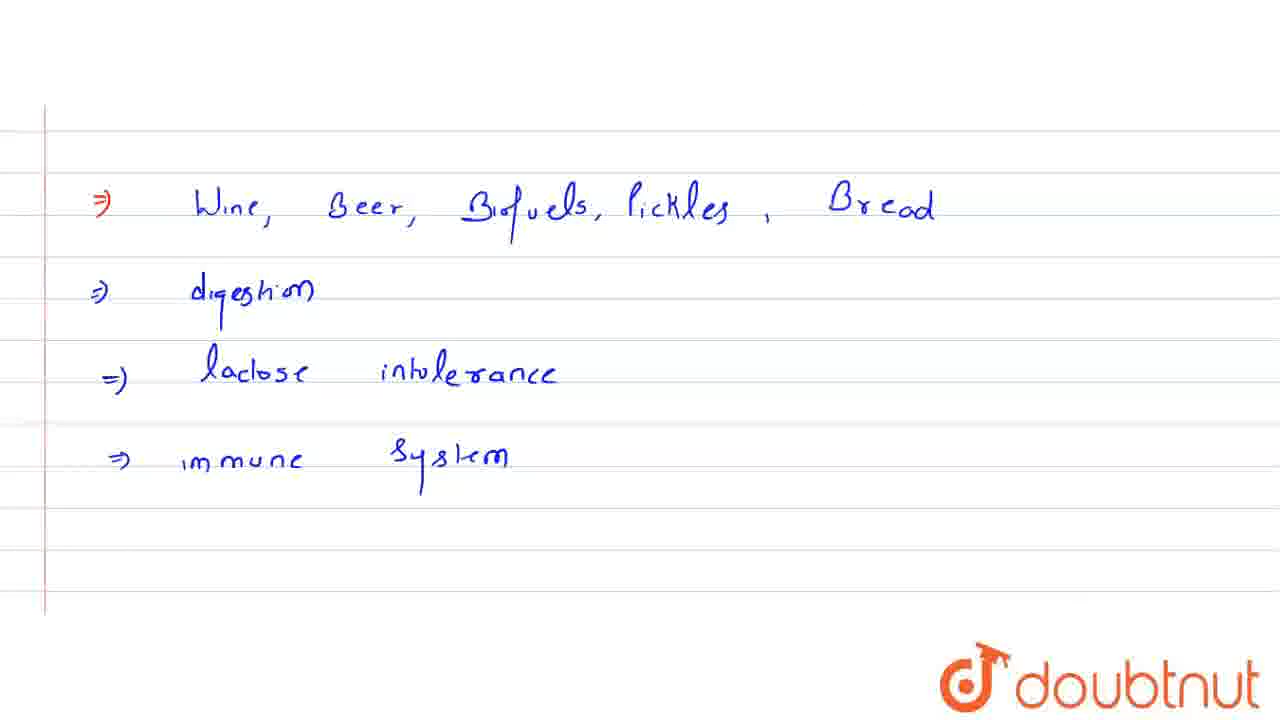 ⇒ Wine, Beer, Biofuels, Pickles, Bread
⇒ digestion
⇒ lactose intolerance
⇒ immune system
doubtnut